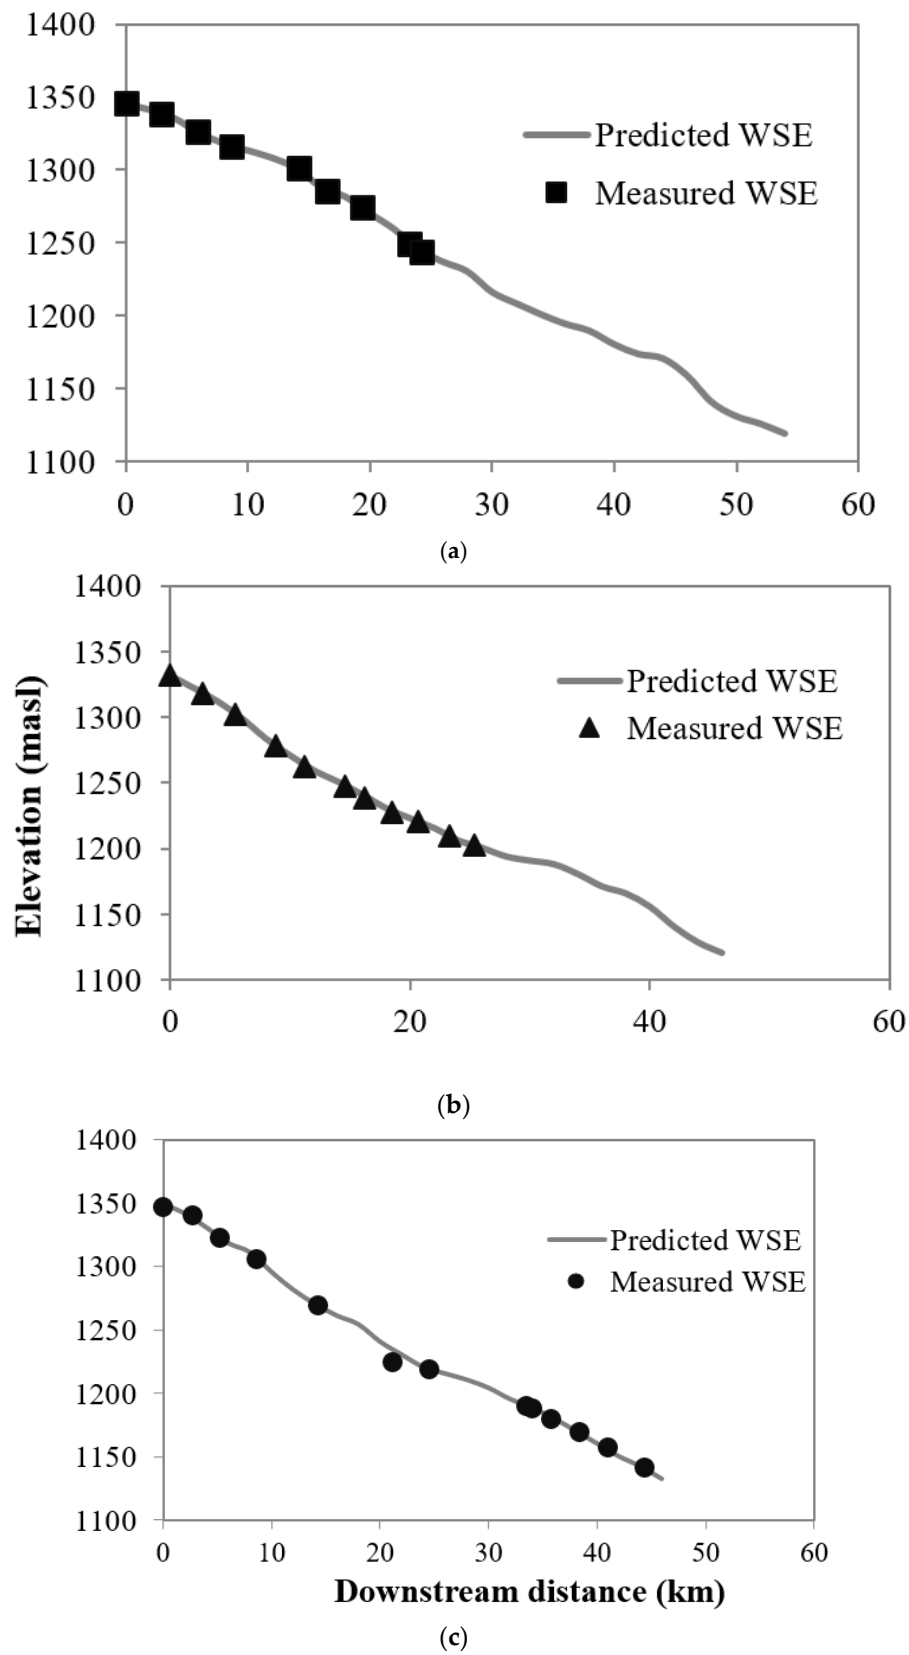 1400
1350
1300
1250
1200
1150
1100
Predicted WSE
Measured WSE
0 10 20 30 40 50 60
(a)
Elevation (masl)
1400
1350
1300
1250
1200
1150
1100
Predicted WSE
Measured WSE
0 20 40 60
(b)
1400
1350
1300
1250
1200
1150
1100
Predicted WSE
Measured WSE
0 10 20 30 40 50 60
Downstream distance (km)
(c)